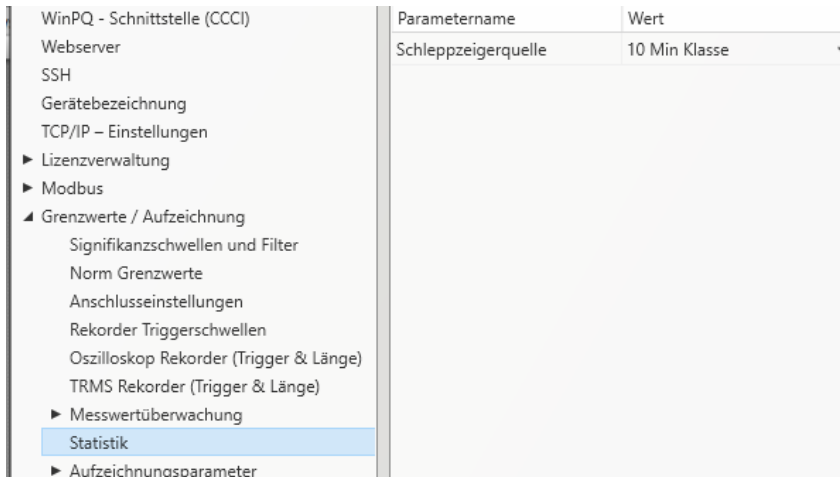 WinPQ - Schnittstelle (CCCI)
Webserver
SSH
Gerätebezeichnung
TCP/IP – Einstellungen
Lizenzverwaltung
Modbus
Grenzwerte / Aufzeichnung
Signifikanzschwellen und Filter
Norm Grenzwerte
Anschlusseinstellungen
Rekorder Triggerschwellen
Oszilloskop Rekorder (Trigger & Länge)
TRMS Rekorder (Trigger & Länge)
Messwertüberwachung
Statistik
Aufzeichnungsparameter
Parametername Wert
Schleppzeigerquelle 10 Min Klasse